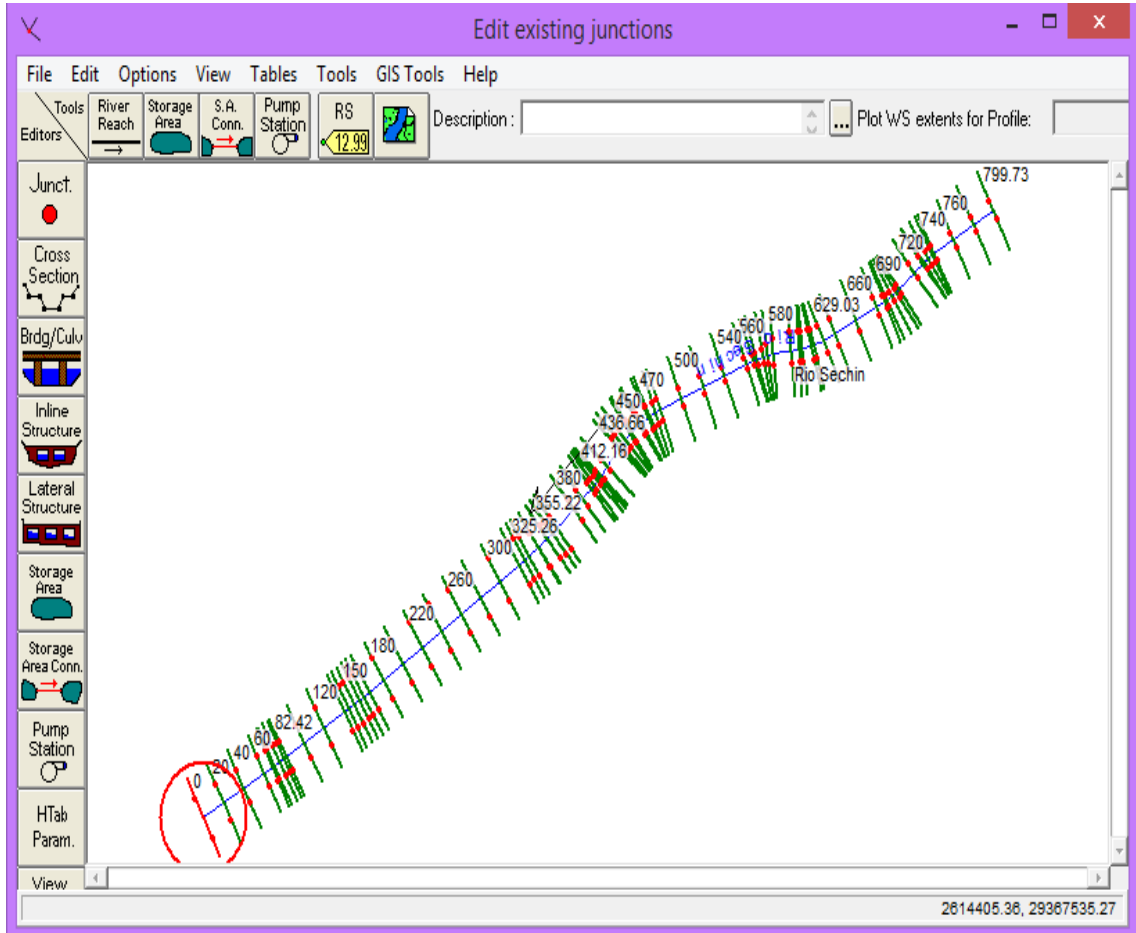 Edit existing junctions
File Edit Options View Tables Tools GIS Tools Help
Tools
Editors
River Reach
Storage Area
S.A. Conn.
Pump Station
RS
12.99
Description :
...
Plot WS extents for Profile:
Junct.
Cross Section
Brdg/Culv
Inline Structure
Lateral Structure
Storage Area
Storage Area Conn.
Pump Station
HTab Param.
View
799.73
760
740
720
690
660
629.03
580
560
540
500
470
450
436.66
412.16
380
355.22
325.26
300
260
220
180
150
120
82.42
60
40
20
0
Rio Sechin
Rio Sechin
2614405.36, 29367535.27